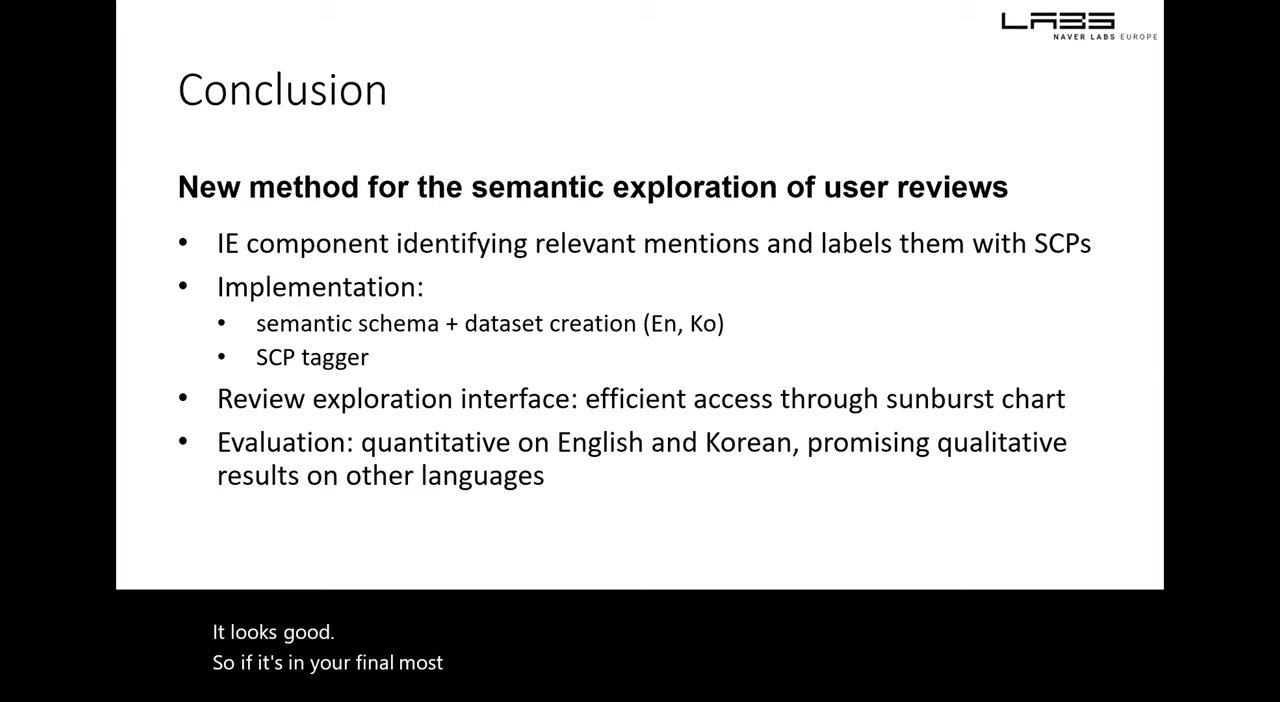 LABS
NAVER LABS EUROPE
Conclusion
New method for the semantic exploration of user reviews
• IE component identifying relevant mentions and labels them with SCPs
• Implementation:
• semantic schema + dataset creation (En, Ko)
• SCP tagger
• Review exploration interface: efficient access through sunburst chart
• Evaluation: quantitative on English and Korean, promising qualitative
results on other languages
It looks good.
So if it's in your final most